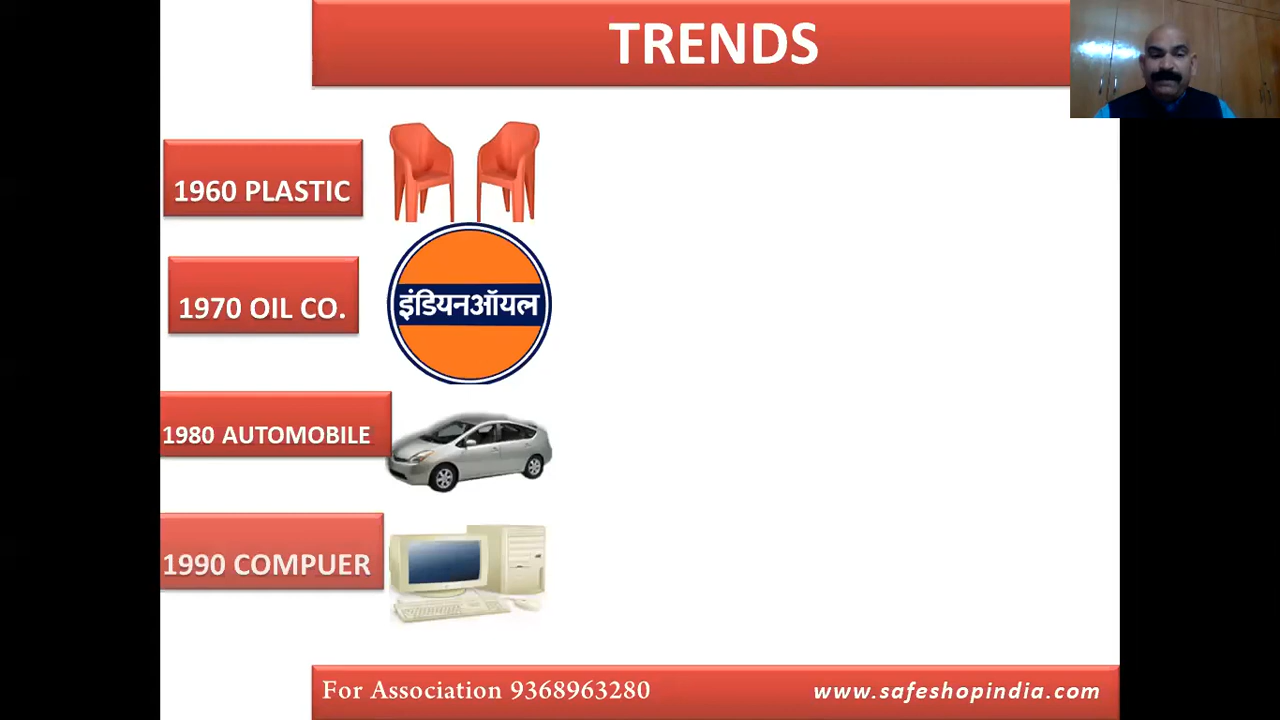 TRENDS
1960 PLASTIC
1970 OIL CO.
इंडियनऑयल
1980 AUTOMOBILE
1990 COMPUER
For Association 9368963280
www.safeshopindia.com